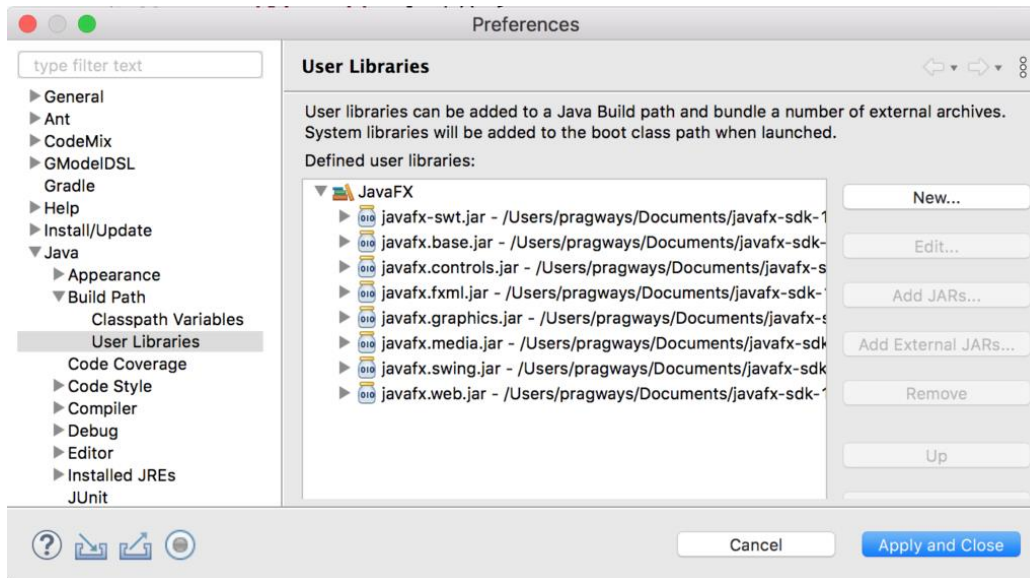 Preferences
type filter text
General
Ant
CodeMix
GModelDSL
Gradle
Help
Install/Update
Java
Appearance
Build Path
Classpath Variables
User Libraries
Code Coverage
Code Style
Compiler
Debug
Editor
Installed JREs
JUnit
User Libraries
User libraries can be added to a Java Build path and bundle a number of external archives.
System libraries will be added to the boot class path when launched.
Defined user libraries:
JavaFX
javafx-swt.jar - /Users/pragways/Documents/javafx-sdk-1
javafx.base.jar - /Users/pragways/Documents/javafx-sdk-
javafx.controls.jar - /Users/pragways/Documents/javafx-s
javafx.fxml.jar - /Users/pragways/Documents/javafx-sdk-
javafx.graphics.jar - /Users/pragways/Documents/javafx-s
javafx.media.jar - /Users/pragways/Documents/javafx-sdk
javafx.swing.jar - /Users/pragways/Documents/javafx-sdk
javafx.web.jar - /Users/pragways/Documents/javafx-sdk-1
New...
Edit...
Add JARs...
Add External JARs...
Remove
Up
Cancel
Apply and Close